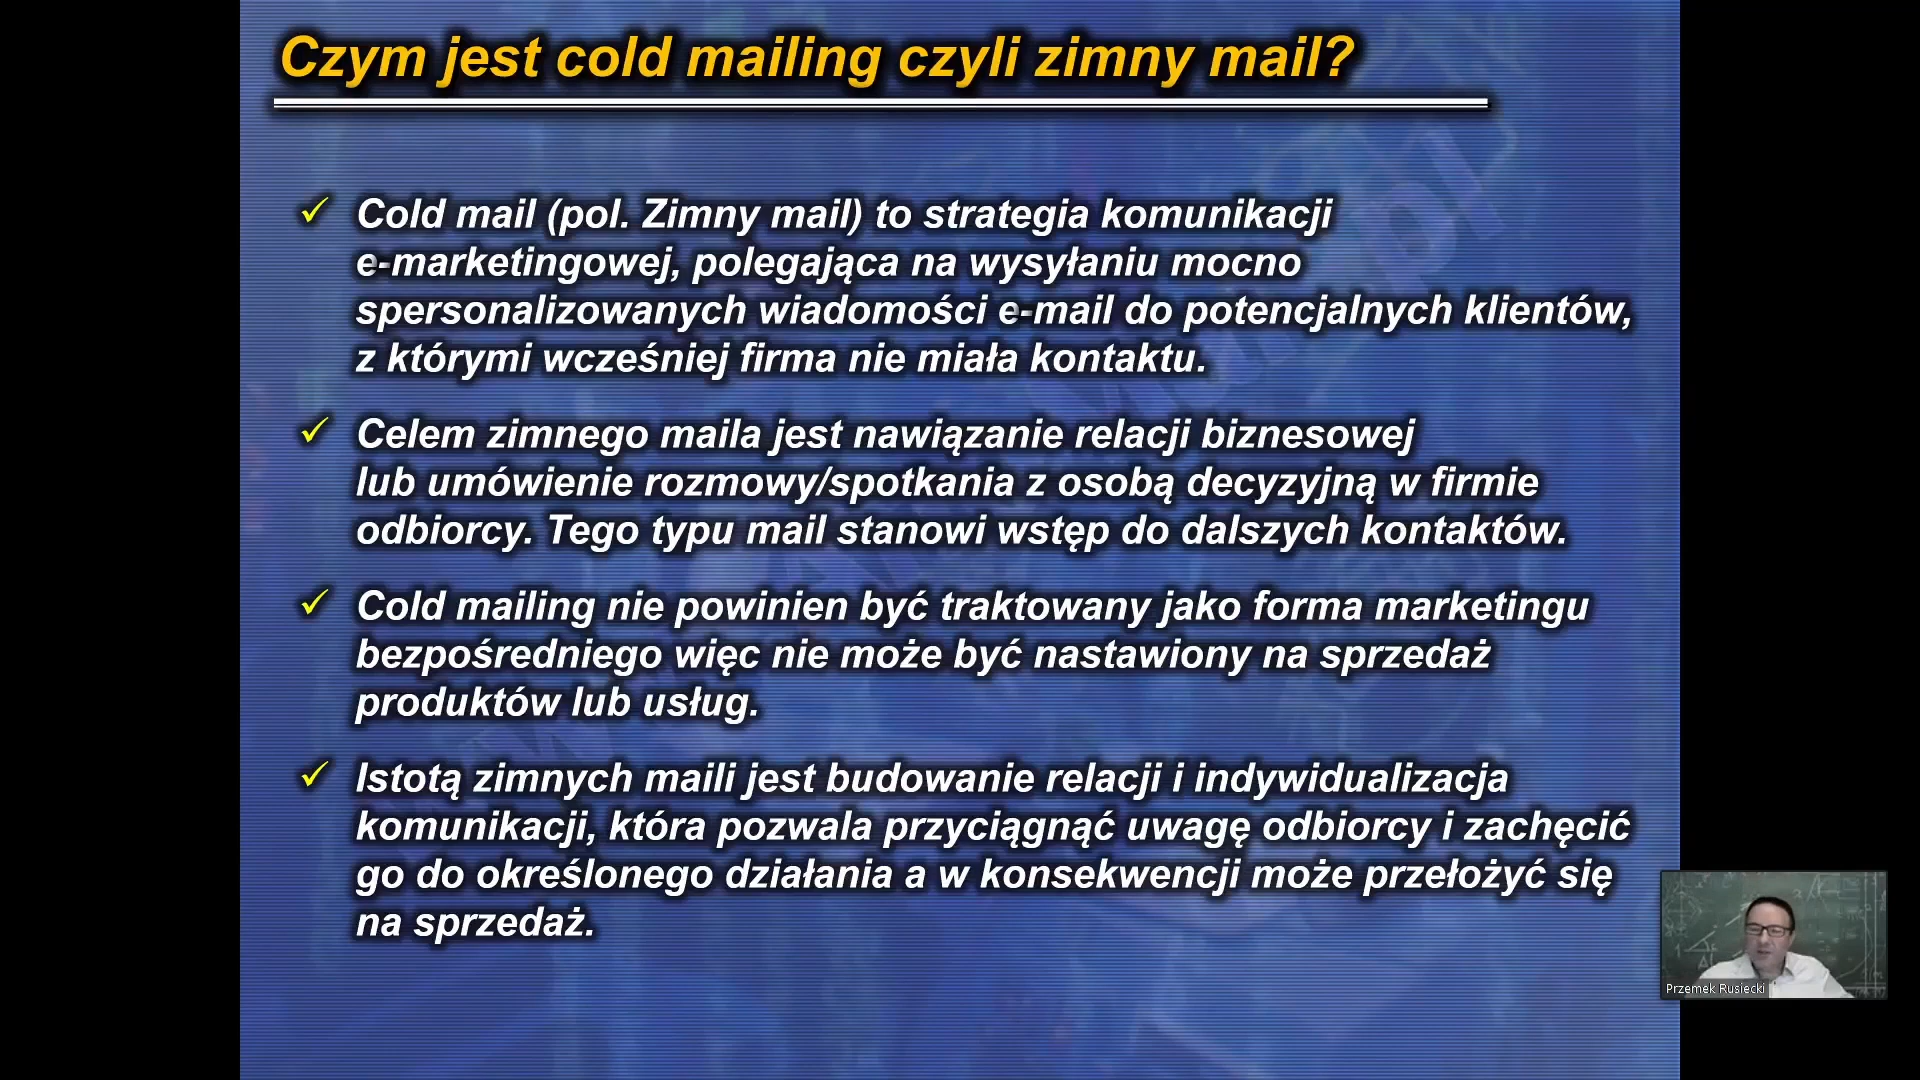 Czym jest cold mailing czyli zimny mail?
✓ Cold mail (pol. Zimny mail) to strategia komunikacji
e-marketingowej, polegająca na wysyłaniu mocno
spersonalizowanych wiadomości e-mail do potencjalnych klientów,
z którymi wcześniej firma nie miała kontaktu.
✓ Celem zimnego maila jest nawiązanie relacji biznesowej
lub umówienie rozmowy/spotkania z osobą decyzyjną w firmie
odbiorcy. Tego typu mail stanowi wstęp do dalszych kontaktów.
✓ Cold mailing nie powinien być traktowany jako forma marketingu
bezpośredniego więc nie może być nastawiony na sprzedaż
produktów lub usług.
✓ Istotą zimnych maili jest budowanie relacji i indywidualizacja
komunikacji, która pozwala przyciągnąć uwagę odbiorcy i zachęcić
go do określonego działania a w konsekwencji może przełożyć się
na sprzedaż.
Przemek Rusiecki